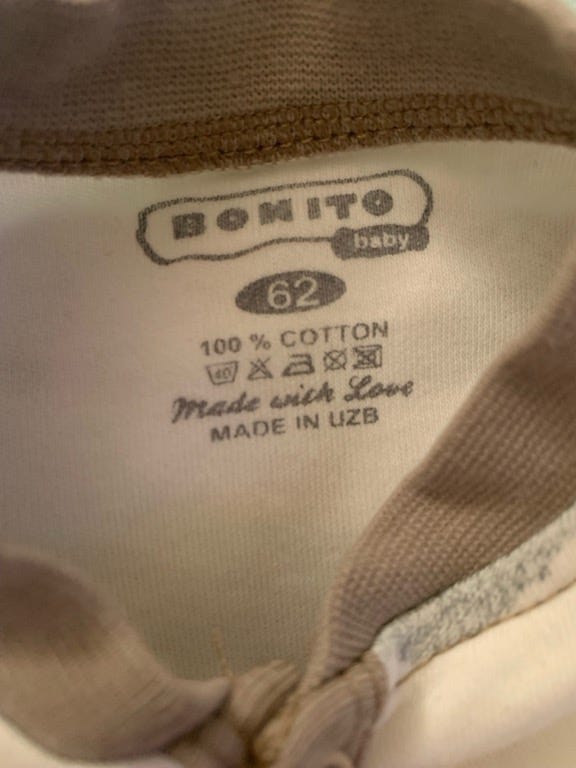 BONITO
baby
62
100 % COTTON
40
Made with Love
MADE IN UZB